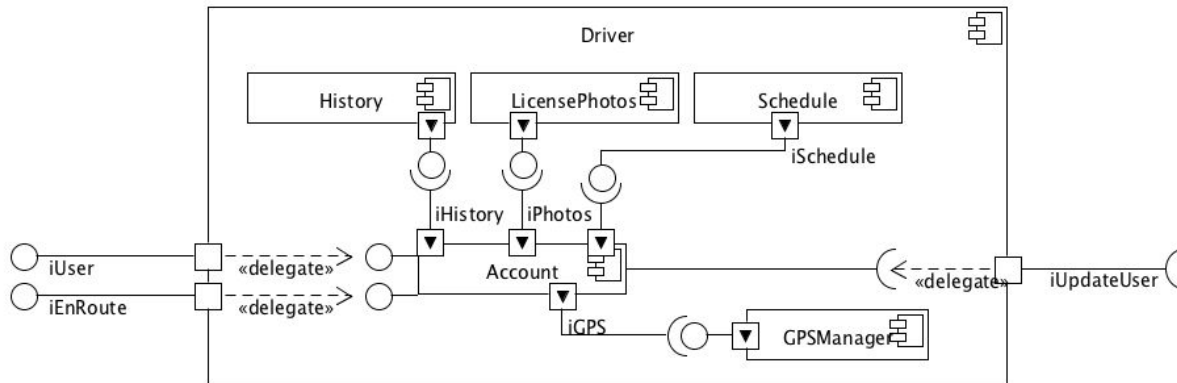 Driver
History
LicensePhotos
Schedule
iSchedule
iHistory
iPhotos
iUser
«delegate»
Account
«delegate»
iUpdateUser
iEnRoute
«delegate»
iGPS
GPSManager